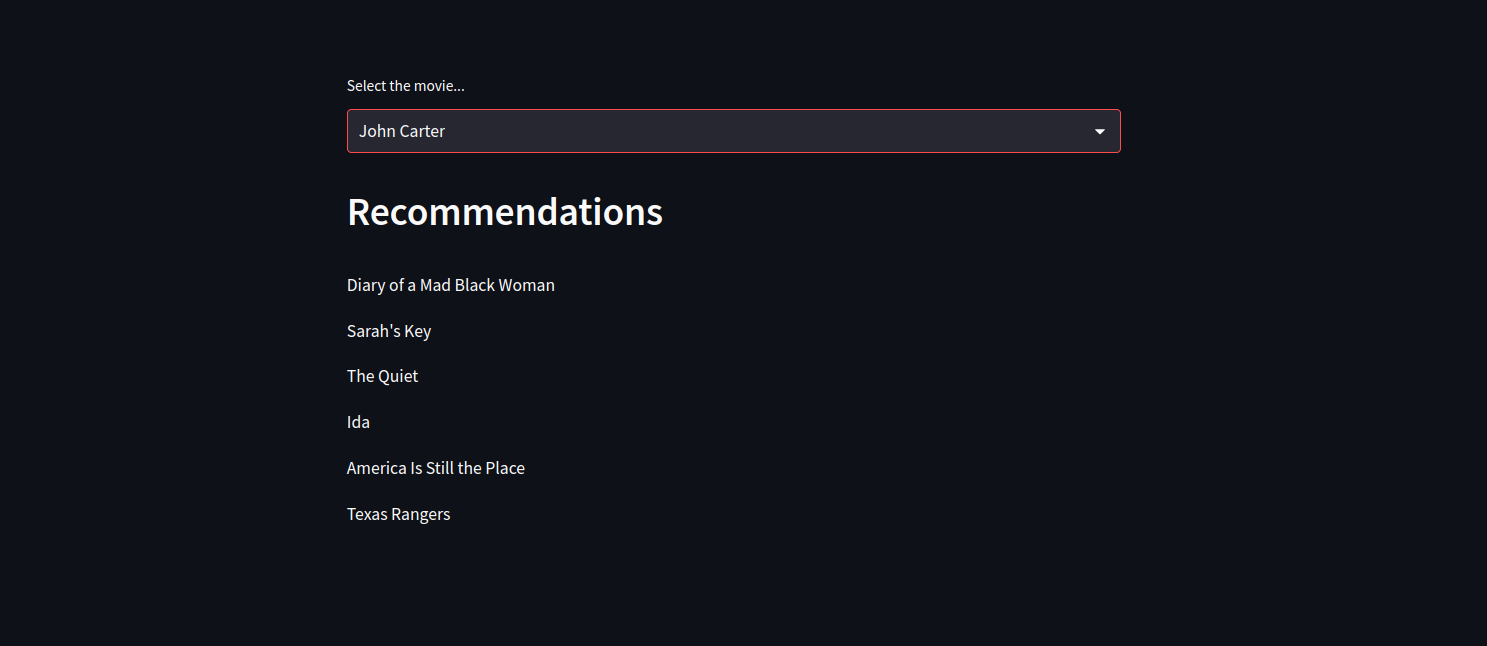 Select the movie...
John Carter
Recommendations
Diary of a Mad Black Woman
Sarah's Key
The Quiet
Ida
America Is Still the Place
Texas Rangers